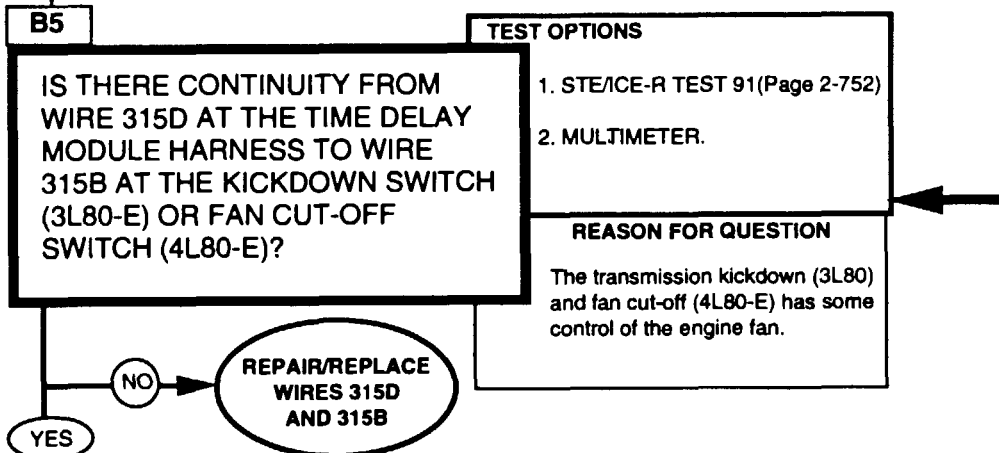 B5
IS THERE CONTINUITY FROM
WIRE 315D AT THE TIME DELAY
MODULE HARNESS TO WIRE
315B AT THE KICKDOWN SWITCH
(3L80-E) OR FAN CUT-OFF
SWITCH (4L80-E)?
TEST OPTIONS
1. STE/ICE-R TEST 91(Page 2-752)
2. MULTIMETER.
REASON FOR QUESTION
The transmission kickdown (3L80)
and fan cut-off (4L80-E) has some
control of the engine fan.
NO
REPAIR/REPLACE
WIRES 315D
AND 315B
YES